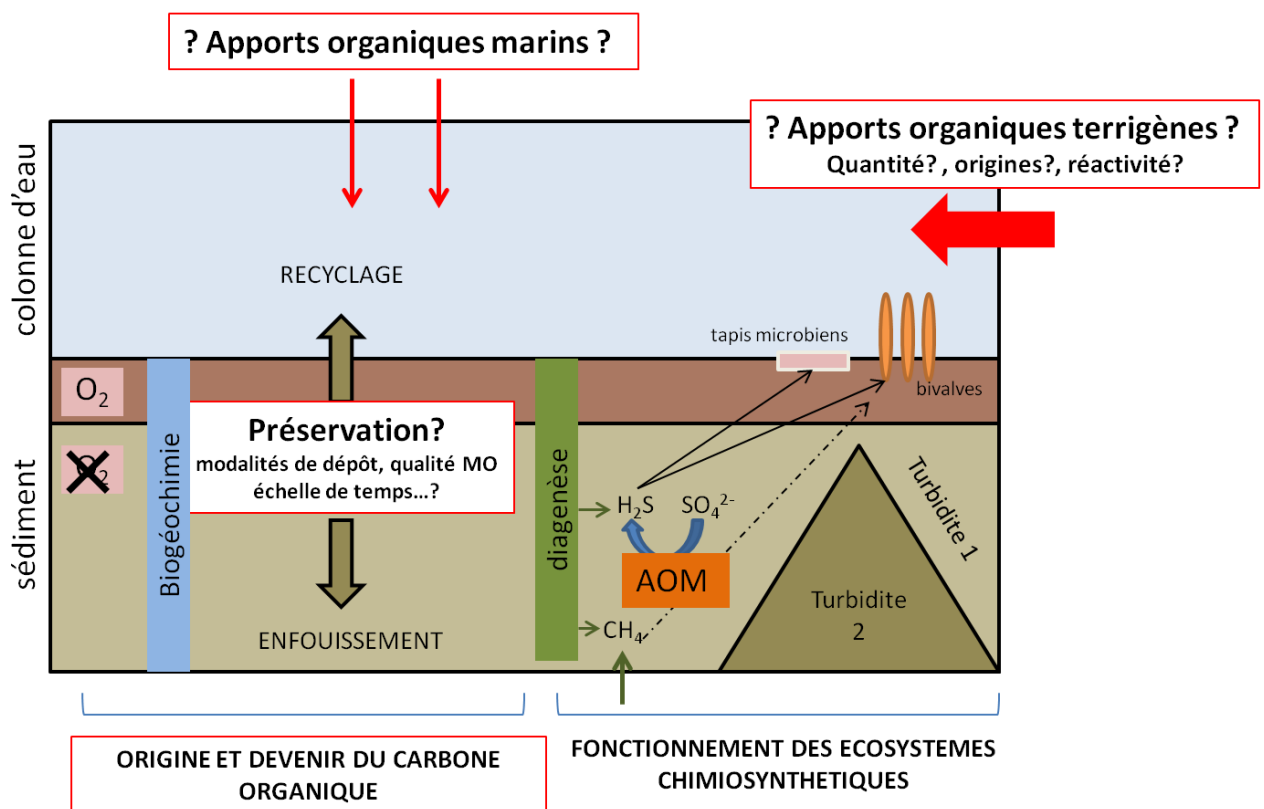 ? Apports organiques marins ?
? Apports organiques terrigènes ?
Quantité? , origines?, réactivité?
colonne d'eau
RECYCLAGE
tapis microbiens
bivalves
O₂
O₂
sédiment
Biogéochimie
Préservation?
modalités de dépôt, qualité MO
échelle de temps...?
diagenèse
H₂S
SO₄²⁻
AOM
CH₄
Turbidite 1
Turbidite
2
ENFOUISSEMENT
ORIGINE ET DEVENIR DU CARBONE
ORGANIQUE
FONCTIONNEMENT DES ECOSYSTEMES
CHIMIOSYNTHETIQUES